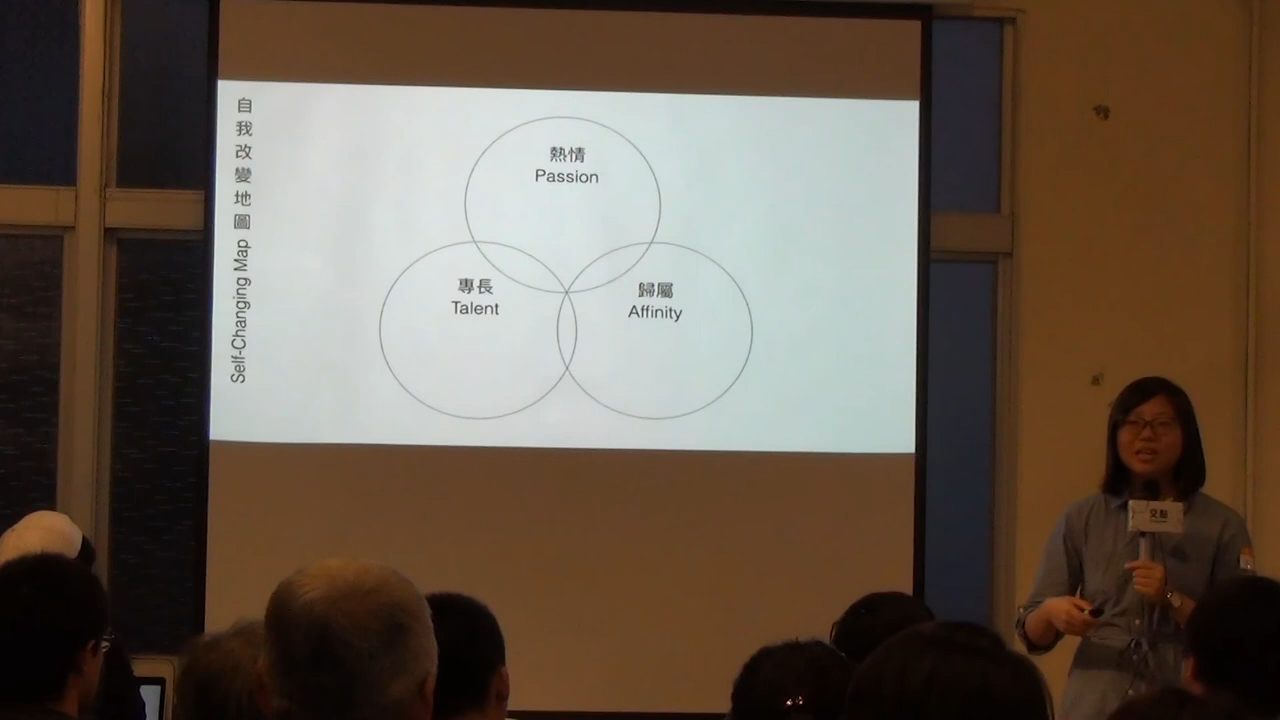 自我改變地圖 Self-Changing Map
熱情
Passion
專長
Talent
歸屬
Affinity